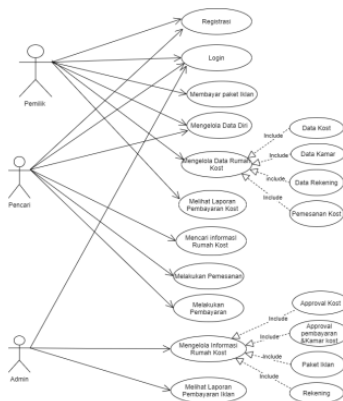 Registrasi
Login
Pemilik
Membayar paket Iklan
Mengelola Data Diri
Data Kost
Include
Data Kamar
Include
Mengelola Data Rumah
Kost
Include
Data Rekening
Include
Pencari
Melihat Laporan
Pembayaran Kost
Pemesanan Kost
Mencari informasi
Rumah Kost
Melakukan Pemesanan
Melakukan
Pembayaran
Approval Kost
Include
Approval
pembayaran
&Kamar kost
Include
Mengelola Informasi
Rumah Kost
Include
Paket Iklan
Include
Admin
Melihat Laporan
Pembayaran Iklan
Rekening